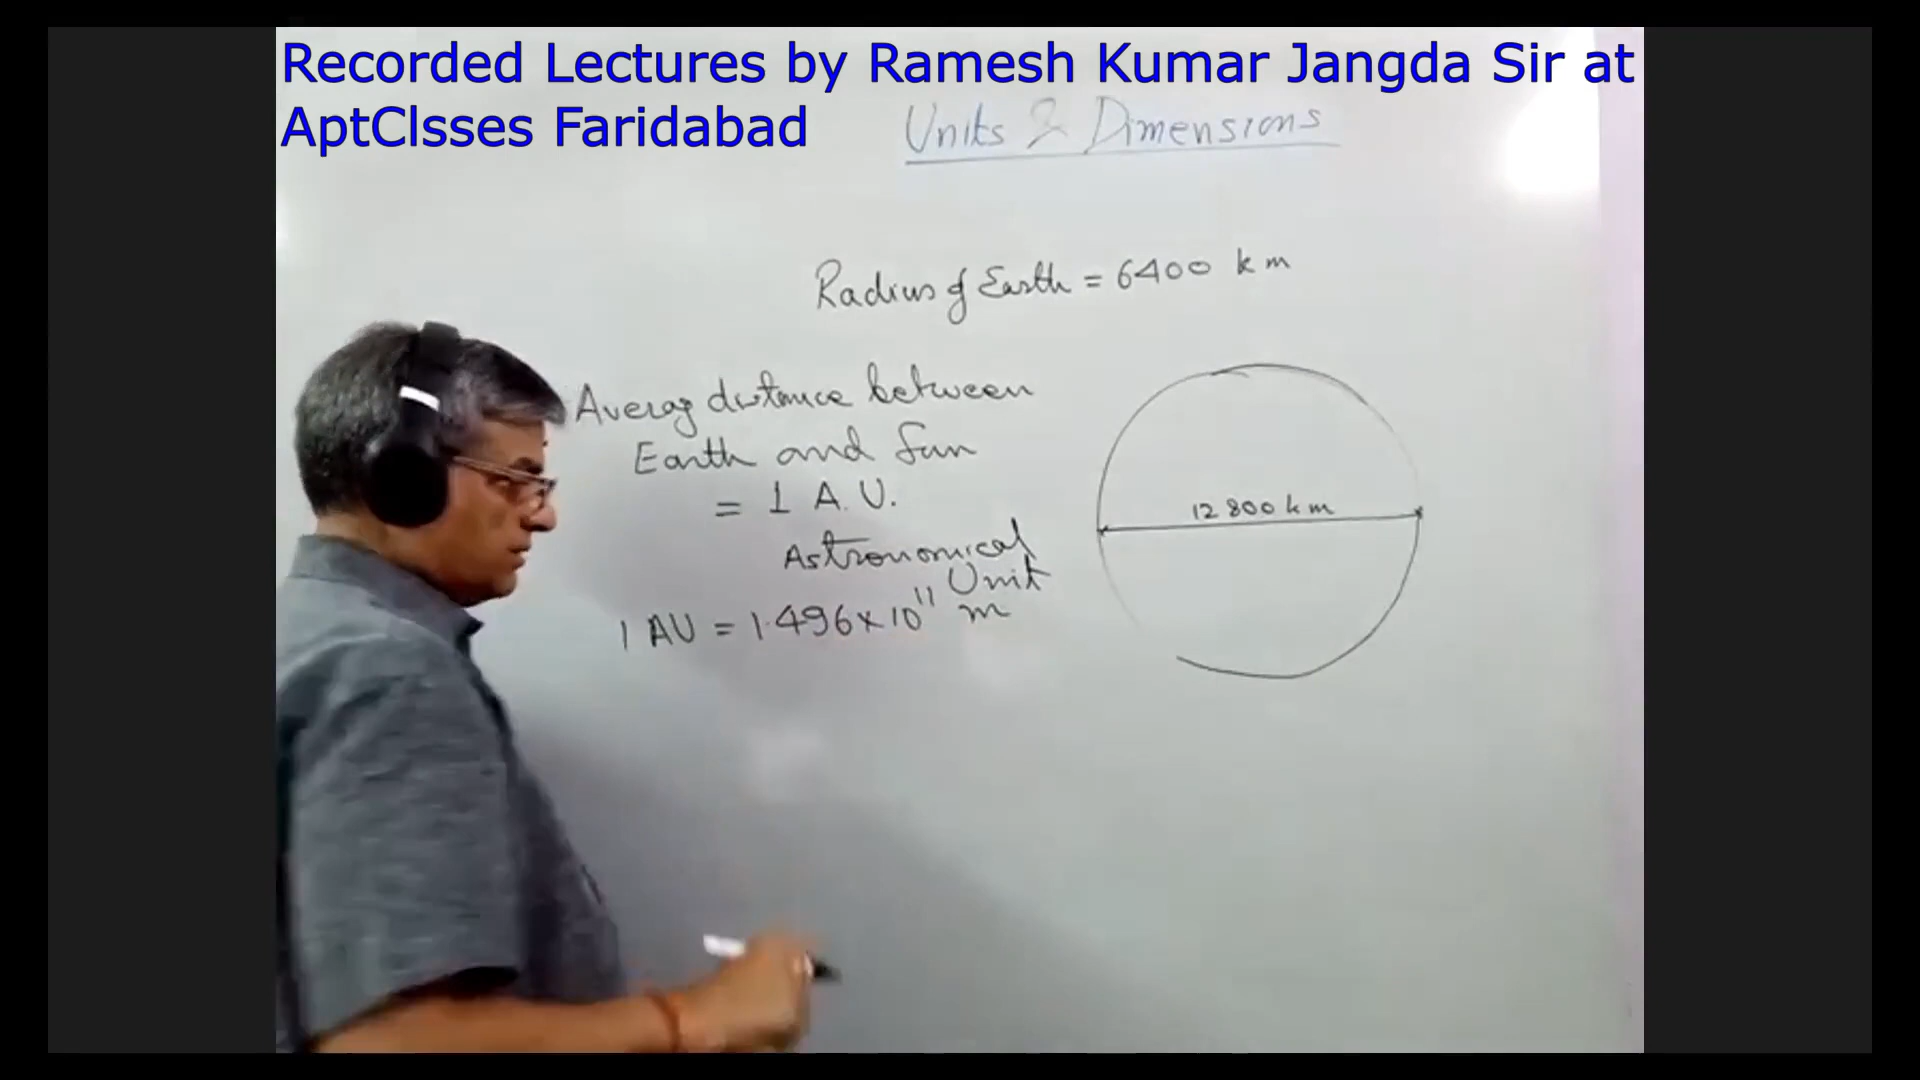 Recorded Lectures by Ramesh Kumar Jangda Sir at
AptClsses Faridabad
Units & Dimensions
Radius of Earth = 6400 km
Average distance between
Earth and Sun
= 1 A.U.
Astronomical
Unit
1 AU = 1.496 × 10¹¹ m
12800 km